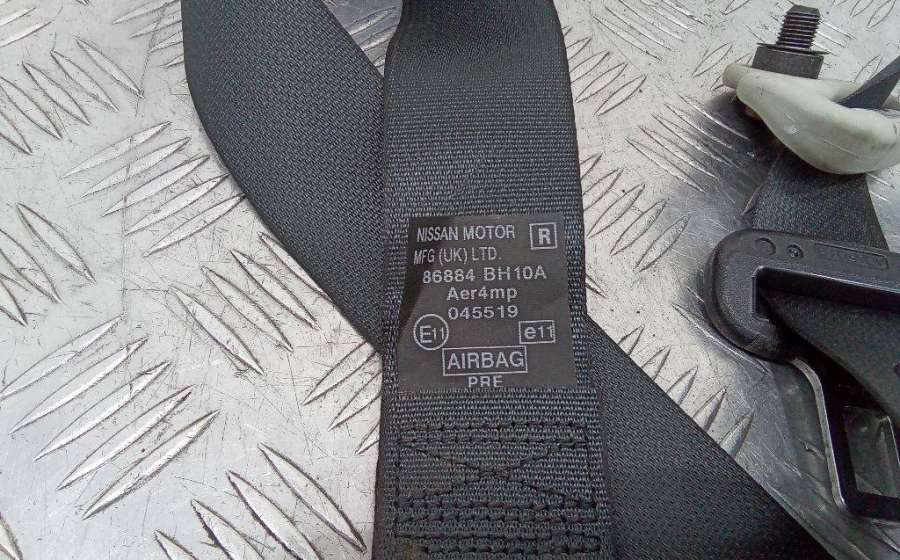 NISSAN MOTOR R
MFG (UK) LTD.
86884 BH10A
Aer4mp
045519
E11 e11
AIRBAG
PRE